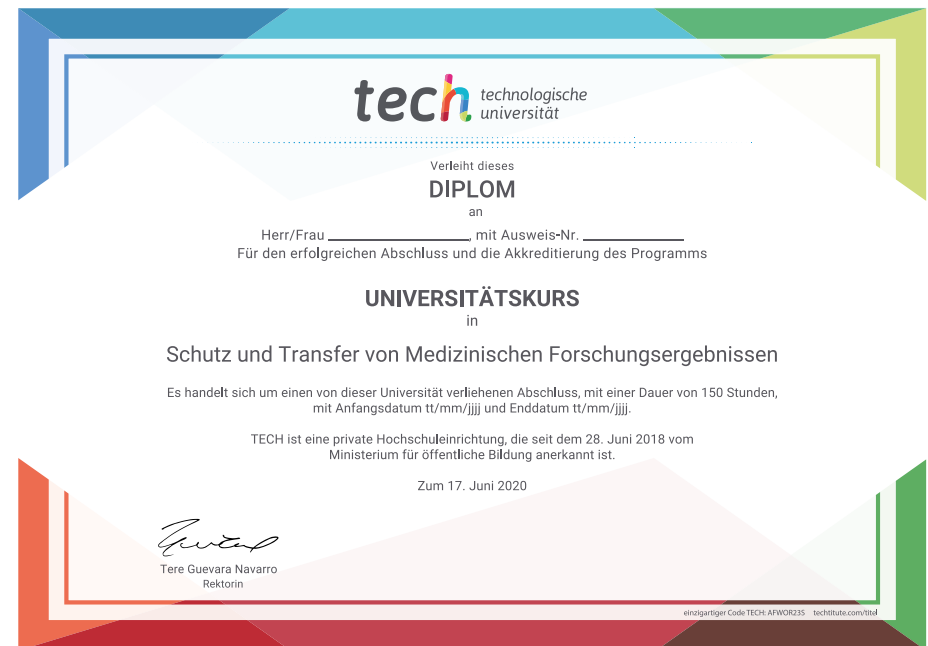 tech technologische
universität
Verleiht dieses
DIPLOM
an
Herr/Frau ____________, mit Ausweis-Nr. ____________
Für den erfolgreichen Abschluss und die Akkreditierung des Programms
UNIVERSITÄTSKURS
in
Schutz und Transfer von Medizinischen Forschungsergebnissen
Es handelt sich um einen von dieser Universität verliehenen Abschluss, mit einer Dauer von 150 Stunden,
mit Anfangsdatum tt/mm/jjjj und Enddatum tt/mm/jjjj.
TECH ist eine private Hochschuleinrichtung, die seit dem 28. Juni 2018 vom
Ministerium für öffentliche Bildung anerkannt ist.
Zum 17. Juni 2020
Tere Guevara Navarro
Rektorin
einzigartiger Code TECH: AFWOR23S techtitute.com/titel